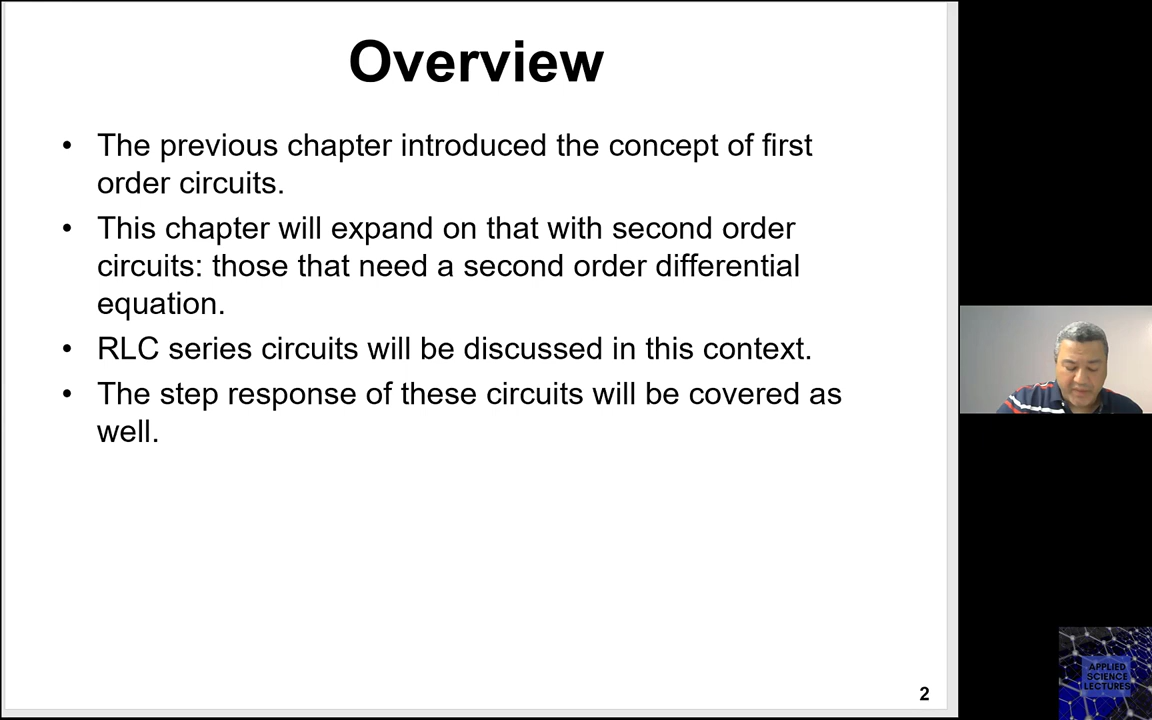 Overview
• The previous chapter introduced the concept of first
order circuits.
• This chapter will expand on that with second order
circuits: those that need a second order differential
equation.
• RLC series circuits will be discussed in this context.
• The step response of these circuits will be covered as
well.
2
APPLIED
SCIENCE
LECTURES